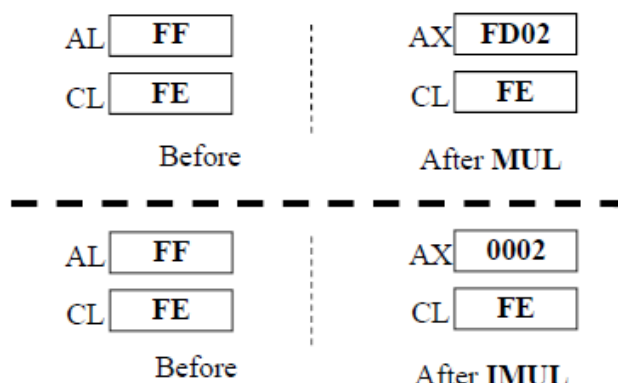 AL FF AX FD02
CL FE CL FE
Before After MUL
AL FF AX 0002
CL FE CL FE
Before After IMUL